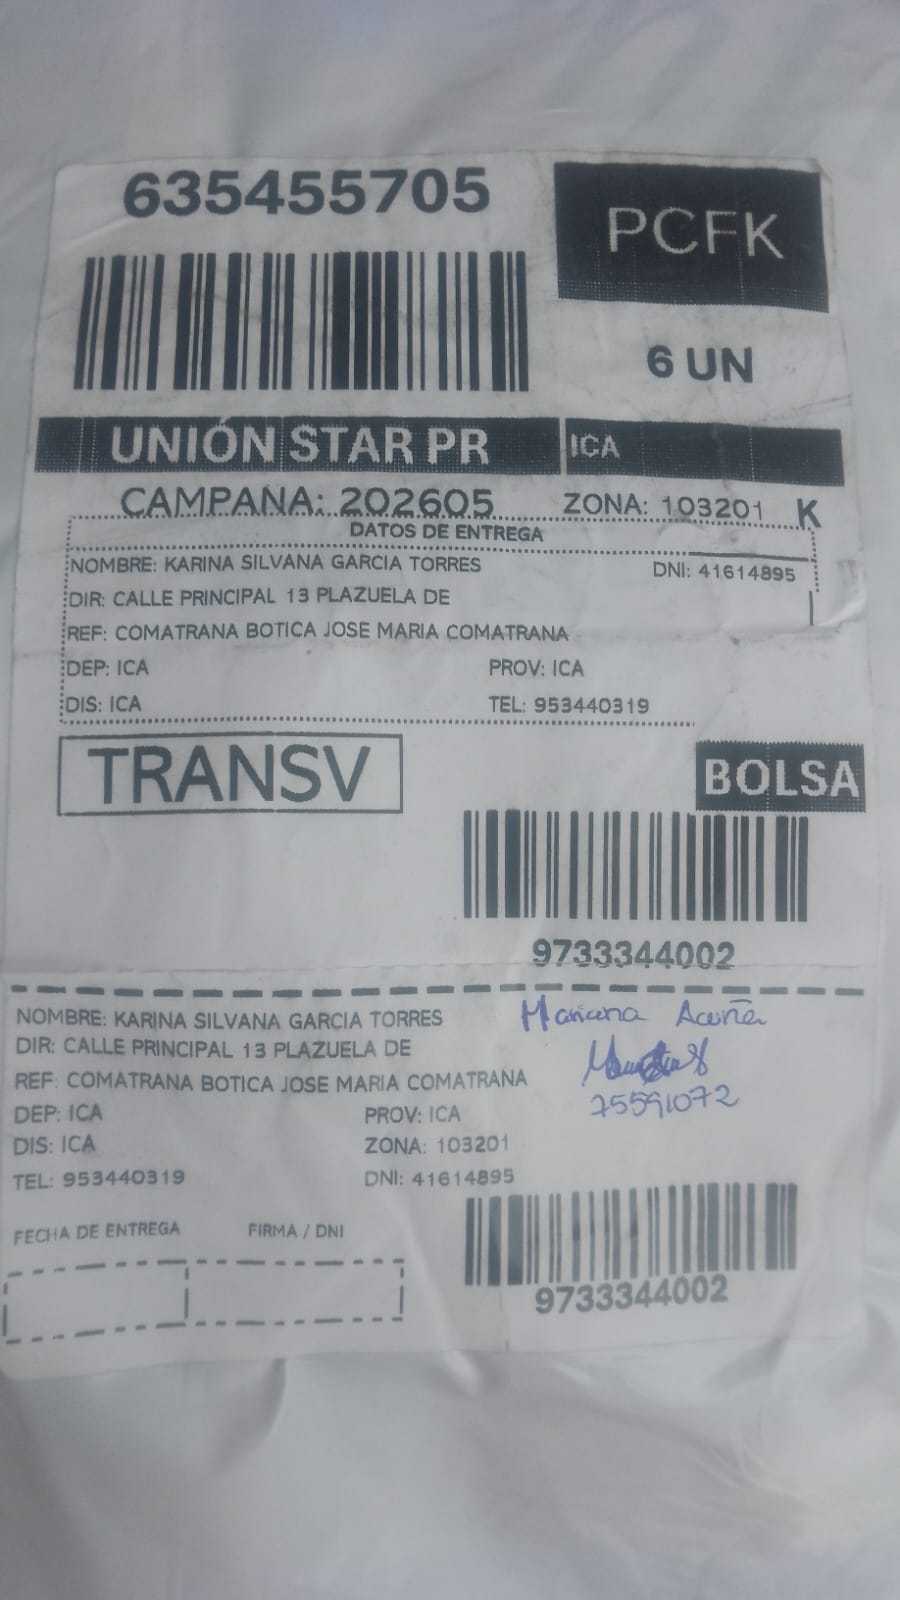 635455705
PCFK
6 UN
UNIÓN STAR PR ICA
CAMPAÑA: 202605 ZONA: 103201 K
DATOS DE ENTREGA
NOMBRE: KARINA SILVANA GARCIA TORRES DNI: 41614895
DIR: CALLE PRINCIPAL 13 PLAZUELA DE
REF: COMATRANA BOTICA JOSE MARIA COMATRANA
DEP: ICA PROV: ICA
DIS: ICA TEL: 953440319
TRANSV
BOLSA
9733344002
NOMBRE: KARINA SILVANA GARCIA TORRES
Mariana Acuña
DIR: CALLE PRINCIPAL 13 PLAZUELA DE
REF: COMATRANA BOTICA JOSE MARIA COMATRANA
75591072
DEP: ICA PROV: ICA
DIS: ICA ZONA: 103201
TEL: 953440319 DNI: 41614895
FECHA DE ENTREGA FIRMA / DNI
9733344002